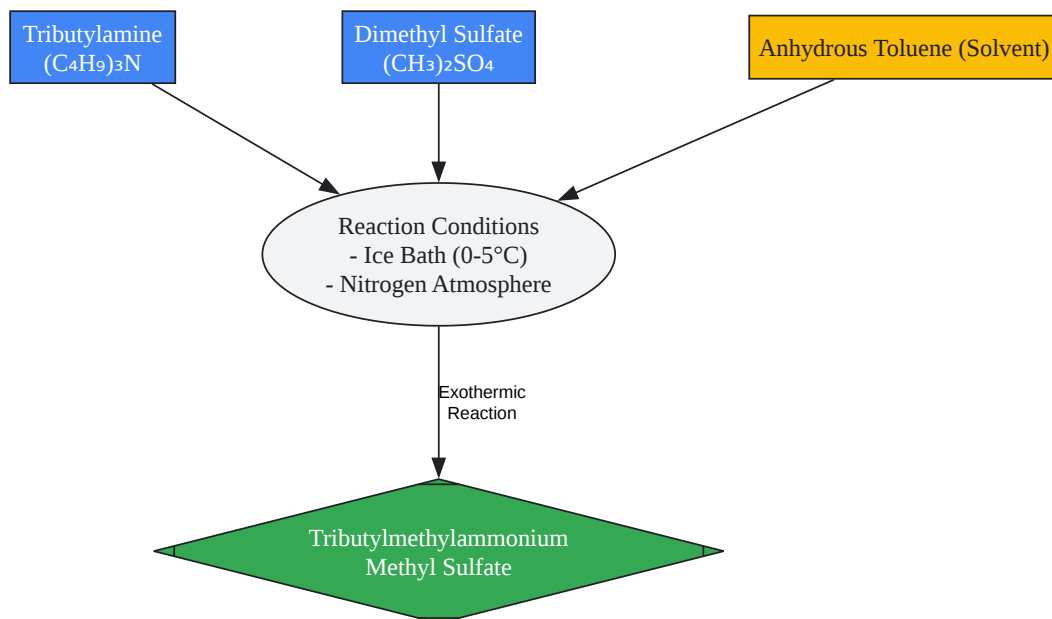 Tributylamine
(C₄H₉)₃N
Dimethyl Sulfate
(CH₃)₂SO₄
Anhydrous Toluene (Solvent)
Reaction Conditions
- Ice Bath (0-5°C)
- Nitrogen Atmosphere
Exothermic
Reaction
Tributylmethylammonium
Methyl Sulfate